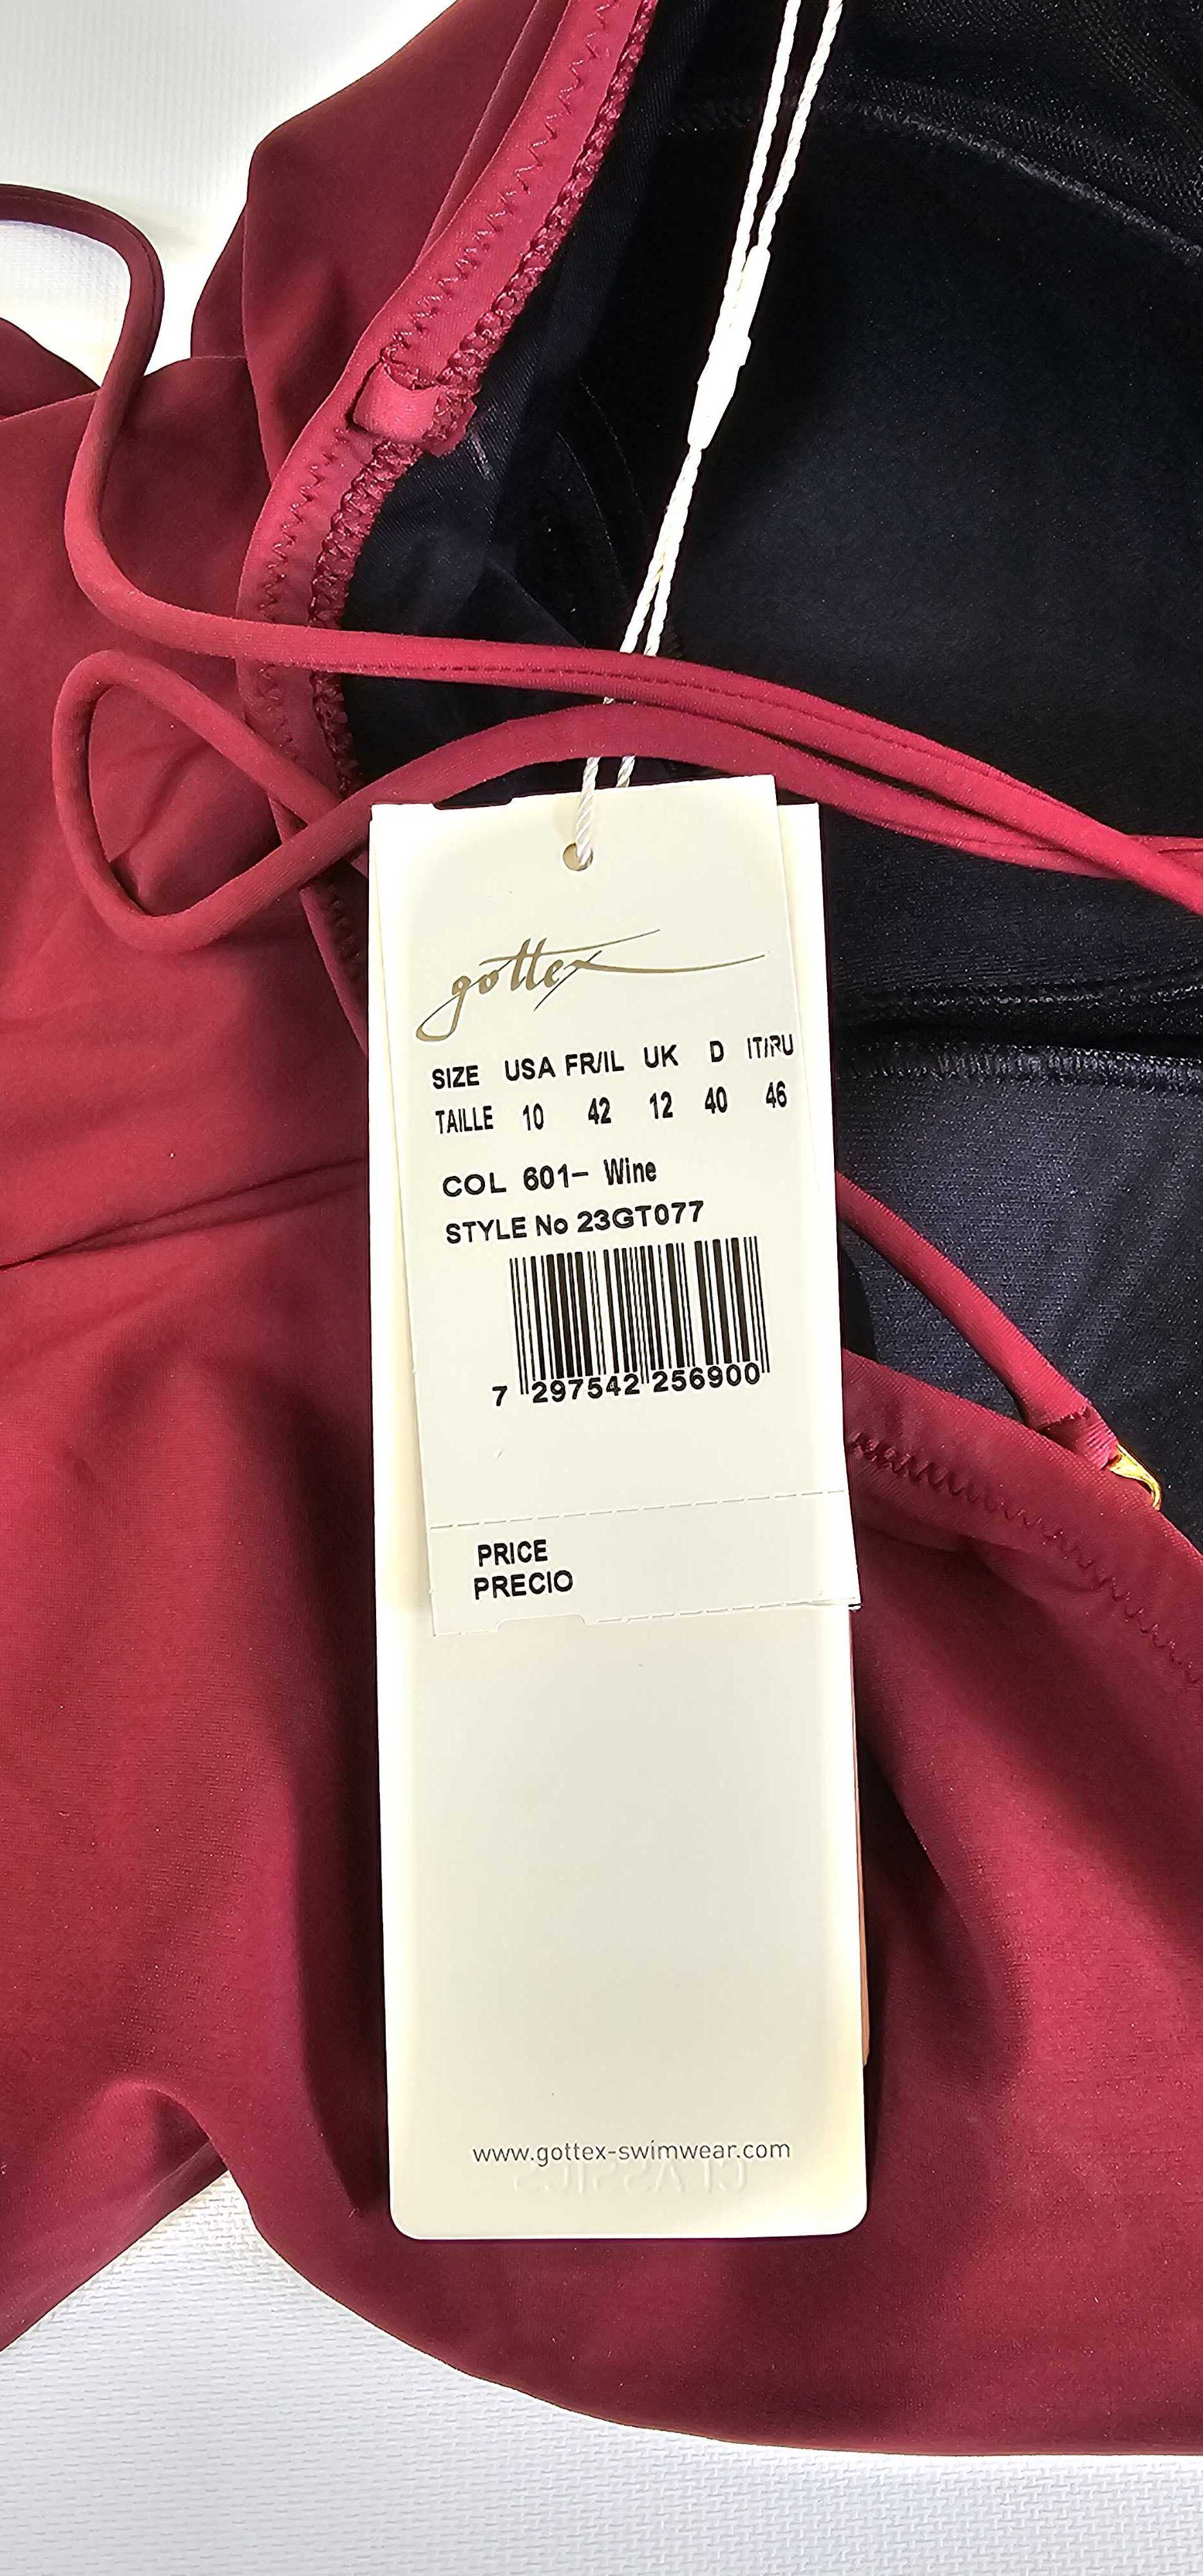 gottex
SIZE USA FR/IL UK D IT/RU
TAILLE 10 42 12 40 46
COL 601- Wine
STYLE No 23GT077
7 297542 256900
PRICE
PRECIO
www.gottex-swimwear.com
CLASSICS